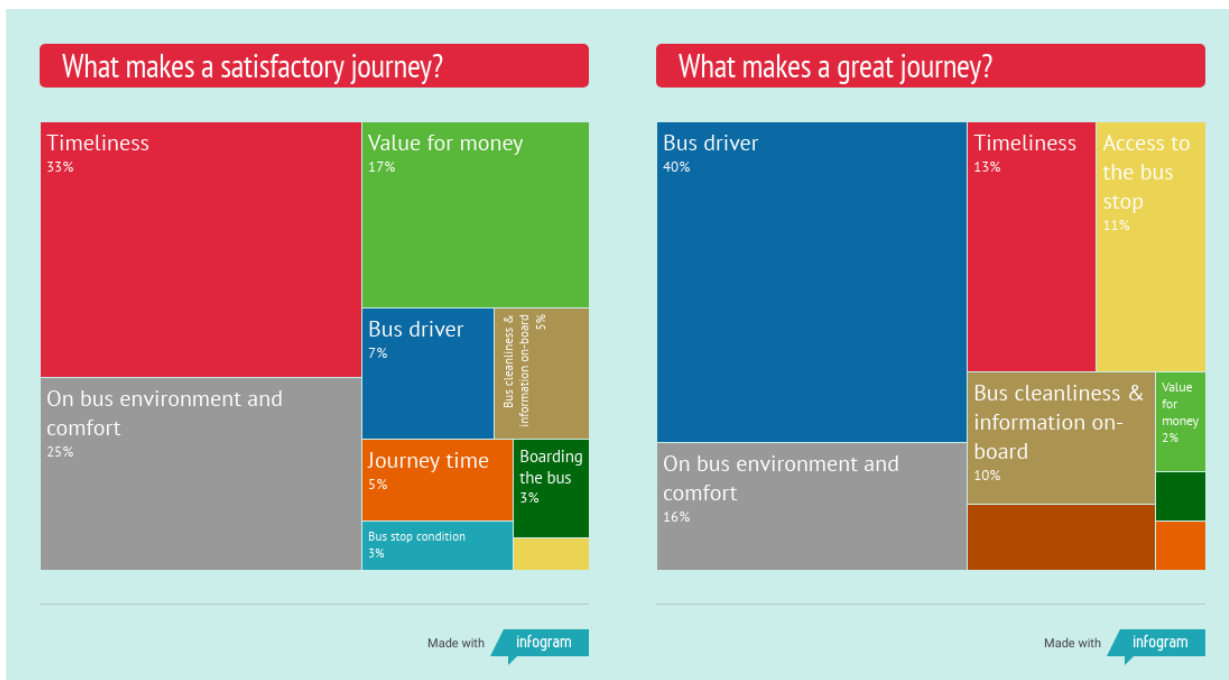 What makes a satisfactory journey?
Timeliness
33%
On bus environment and
comfort
25%
Value for money
17%
Bus driver
7%
Bus cleanliness &
information on-board
5%
Journey time
5%
Boarding
the bus
3%
Bus stop condition
3%
Made with
infogram
What makes a great journey?
Bus driver
40%
On bus environment and
comfort
16%
Timeliness
13%
Access to
the bus
stop
11%
Bus cleanliness &
information on-
board
10%
Value
for
money
2%
Made with
infogram